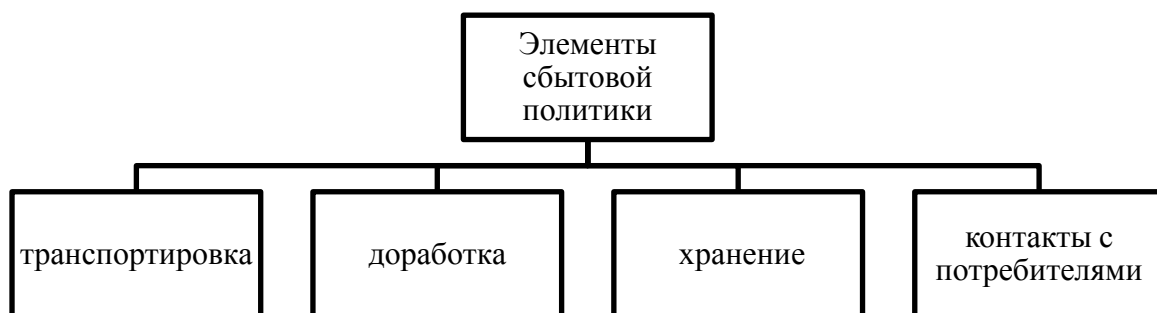 Элементы
сбытовой
политики
транспортировка
доработка
хранение
контакты с
потребителями